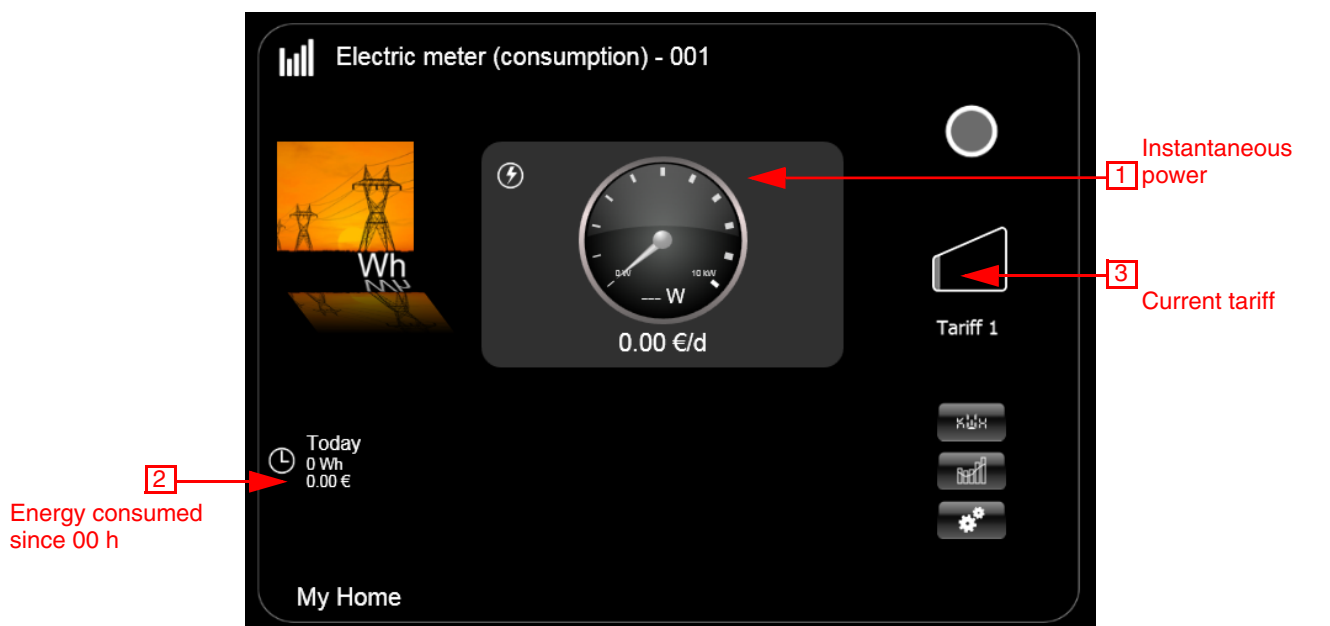 Electric meter (consumption) - 001
Instantaneous
1 power
Wh
0 W 10 kW
--- W
0.00 €/d
3
Current tariff
Tariff 1
KWH
Today
0 Wh
0.00 €
2
Energy consumed
since 00 h
My Home